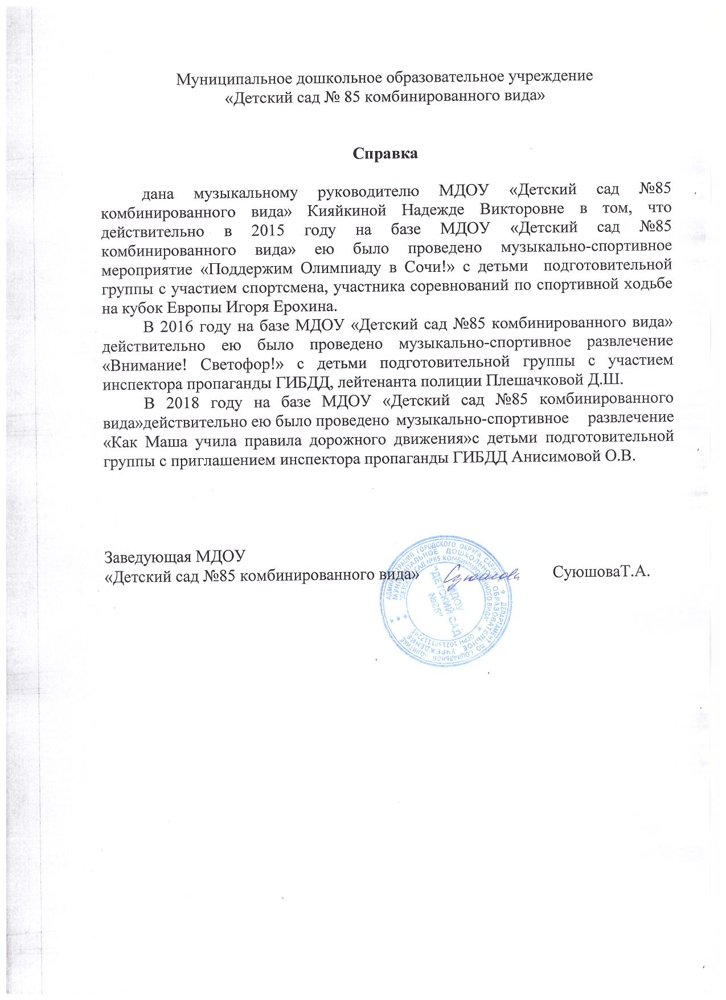 Муниципальное дошкольное образовательное учреждение
«Детский сад № 85 комбинированного вида»
Справка
дана музыкальному руководителю МДОУ «Детский сад №85
комбинированного вида» Кияйкиной Надежде Викторовне в том, что
действительно в 2015 году на базе МДОУ «Детский сад №85
комбинированного вида» ею было проведено музыкально-спортивное
мероприятие «Поддержим Олимпиаду в Сочи!» с детьми подготовительной
группы с участием спортсмена, участника соревнований по спортивной ходьбе
на кубок Европы Игоря Ерохина.
В 2016 году на базе МДОУ «Детский сад №85 комбинированного вида»
действительно ею было проведено музыкально-спортивное развлечение
«Внимание! Светофор!» с детьми подготовительной группы с участием
инспектора пропаганды ГИБДД, лейтенанта полиции Плешачковой Д.Ш.
В 2018 году на базе МДОУ «Детский сад №85 комбинированного
вида»действительно ею было проведено музыкально-спортивное развлечение
«Как Маша учила правила дорожного движения»с детьми подготовительной
группы с приглашением инспектора пропаганды ГИБДД Анисимовой О.В.
Заведующая МДОУ
«Детский сад №85 комбинированного вида» СуюшоваТ.А.
АДМИНИСТРАЦИЯ ГОРОДСКОГО ОКРУГА * ДЕПАРТАМЕНТ ПО СОЦИАЛЬНОЙ ПОЛИТИКЕ
МУНИЦИПАЛЬНОЕ ДОШКОЛЬНОЕ ОБРАЗОВАТЕЛЬНОЕ УЧРЕЖДЕНИЕ
"ДЕТСКИЙ САД №85 КОМБИНИРОВАННОГО ВИДА" * ОГРН
МДОУ
"ДЕТСКИЙ САД
№85"